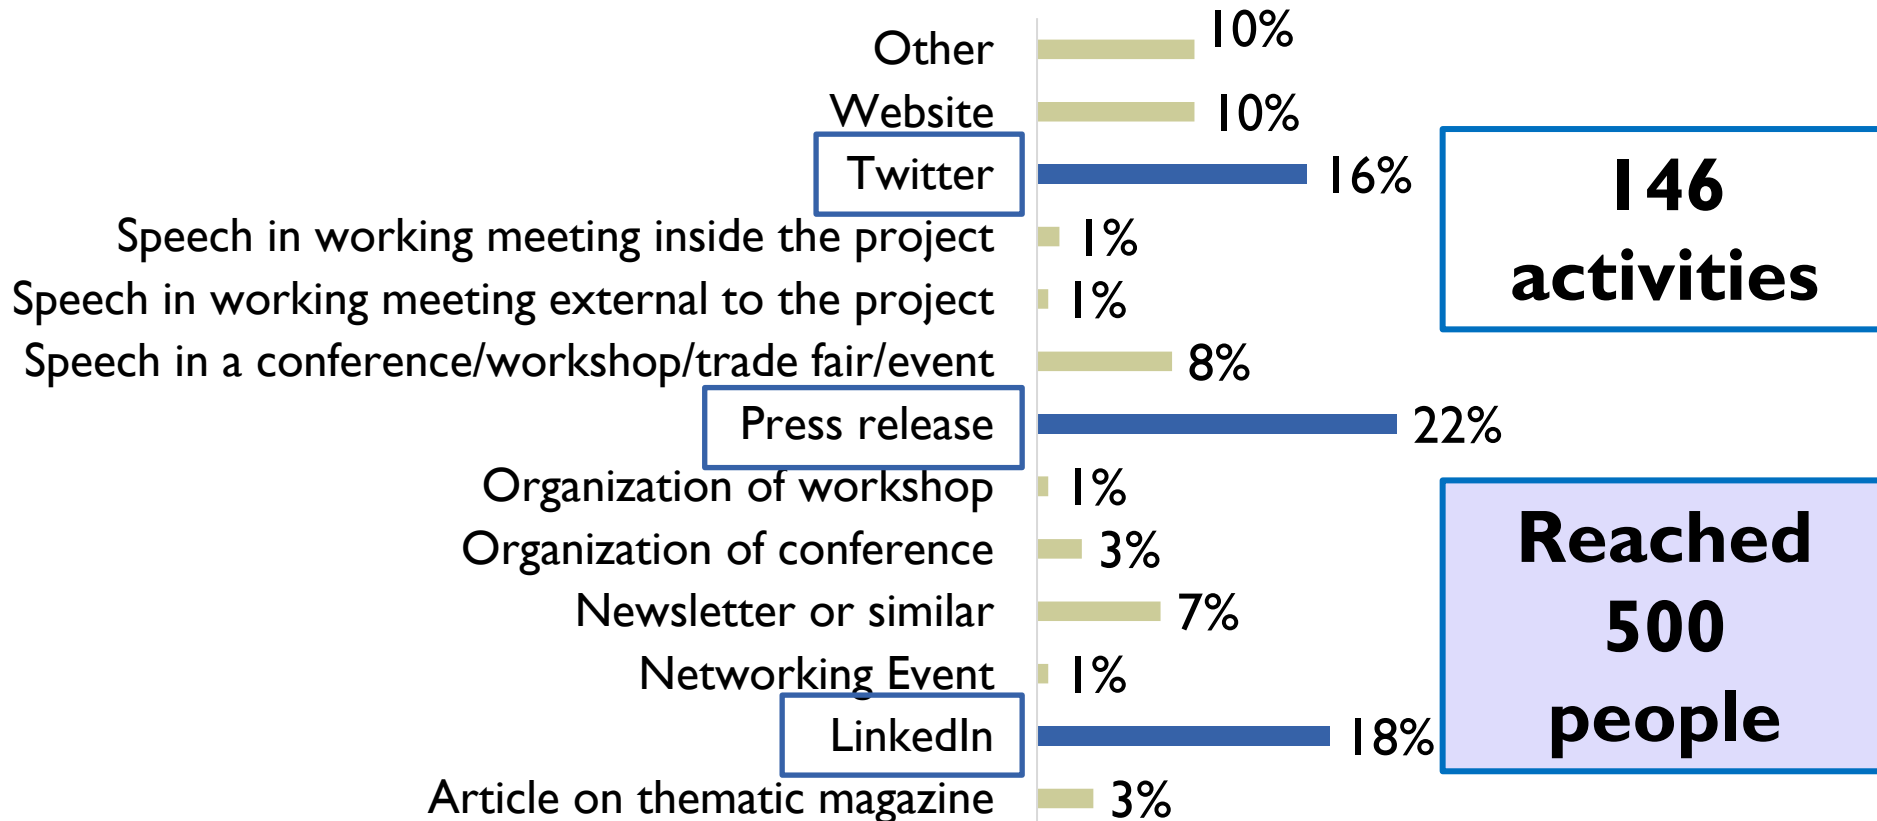 Other 10%
Website 10%
Twitter 16%
Speech in working meeting inside the project 1%
Speech in working meeting external to the project 1%
Speech in a conference/workshop/trade fair/event 8%
Press release 22%
Organization of workshop 1%
Organization of conference 3%
Newsletter or similar 7%
Networking Event 1%
LinkedIn 18%
Article on thematic magazine 3%
146
activities
Reached
500
people